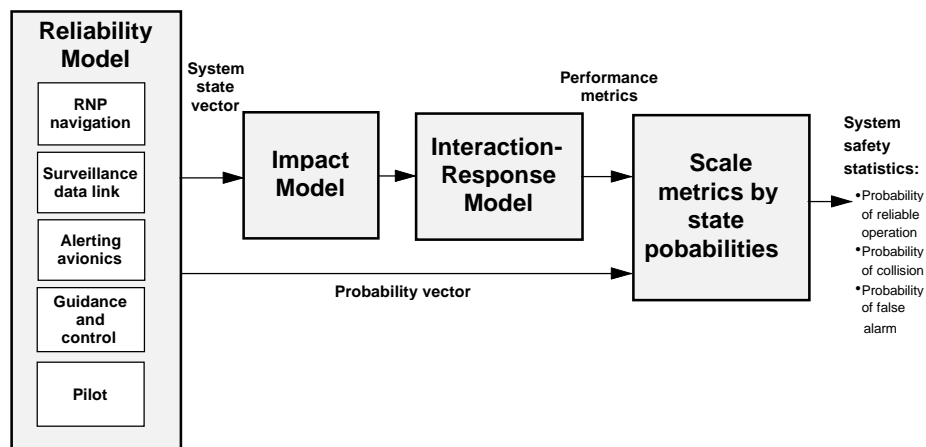 Reliability
Model
RNP
navigation
Surveillance
data link
Alerting
avionics
Guidance
and
control
Pilot
System
state
vector
Impact
Model
Interaction-
Response
Model
Performance
metrics
Probability vector
Scale
metrics by
state
pobabilities
System
safety
statistics:
•Probability
of reliable
operation
•Probability
of collision
•Probability
of false
alarm